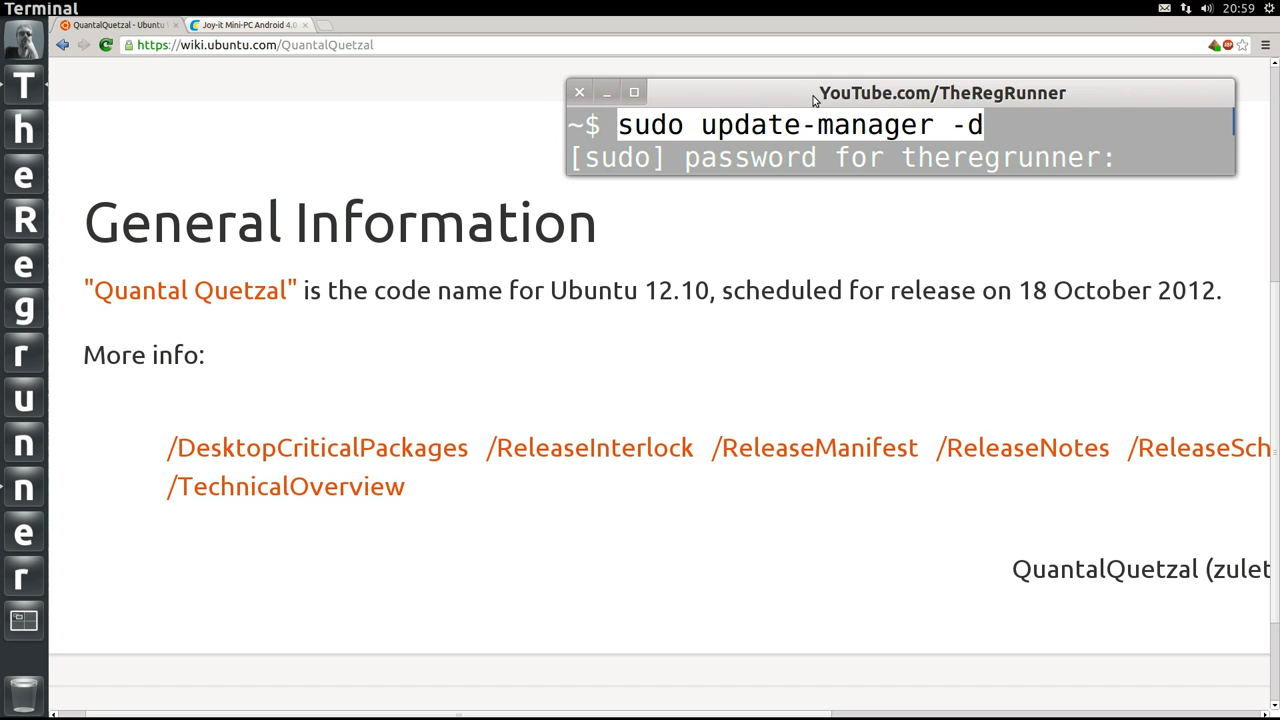 Terminal
20:59
QuantalQuetzal - Ubuntu
Joy-it Mini-PC Android 4.0
https://wiki.ubuntu.com/QuantalQuetzal
YouTube.com/TheRegRunner
~$ sudo update-manager -d
[sudo] password for theregrunner:
T
h
e
R
e
g
r
u
n
n
e
r
General Information
"Quantal Quetzal" is the code name for Ubuntu 12.10, scheduled for release on 18 October 2012.
More info:
/DesktopCriticalPackages /ReleaseInterlock /ReleaseManifest /ReleaseNotes /ReleaseSch
/TechnicalOverview
QuantalQuetzal (zulet